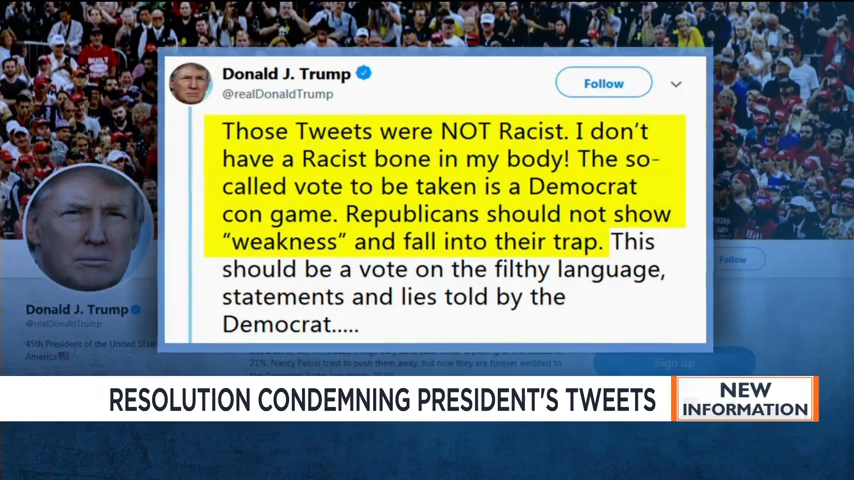 BUILT
Donald J. Trump
@realDonaldTrump
Follow
Those Tweets were NOT Racist. I don't
have a Racist bone in my body! The so-
called vote to be taken is a Democrat
con game. Republicans should not show
"weakness" and fall into their trap. This
should be a vote on the filthy language,
statements and lies told by the
Democrat.....
Follow
Donald J. Trump
@realDonaldTrump
45th President of the United State
America
21%. Nancy Pelosi tried to push them away, but now they are forever wedded to
Sign up
RESOLUTION CONDEMNING PRESIDENT'S TWEETS
NEW
INFORMATION